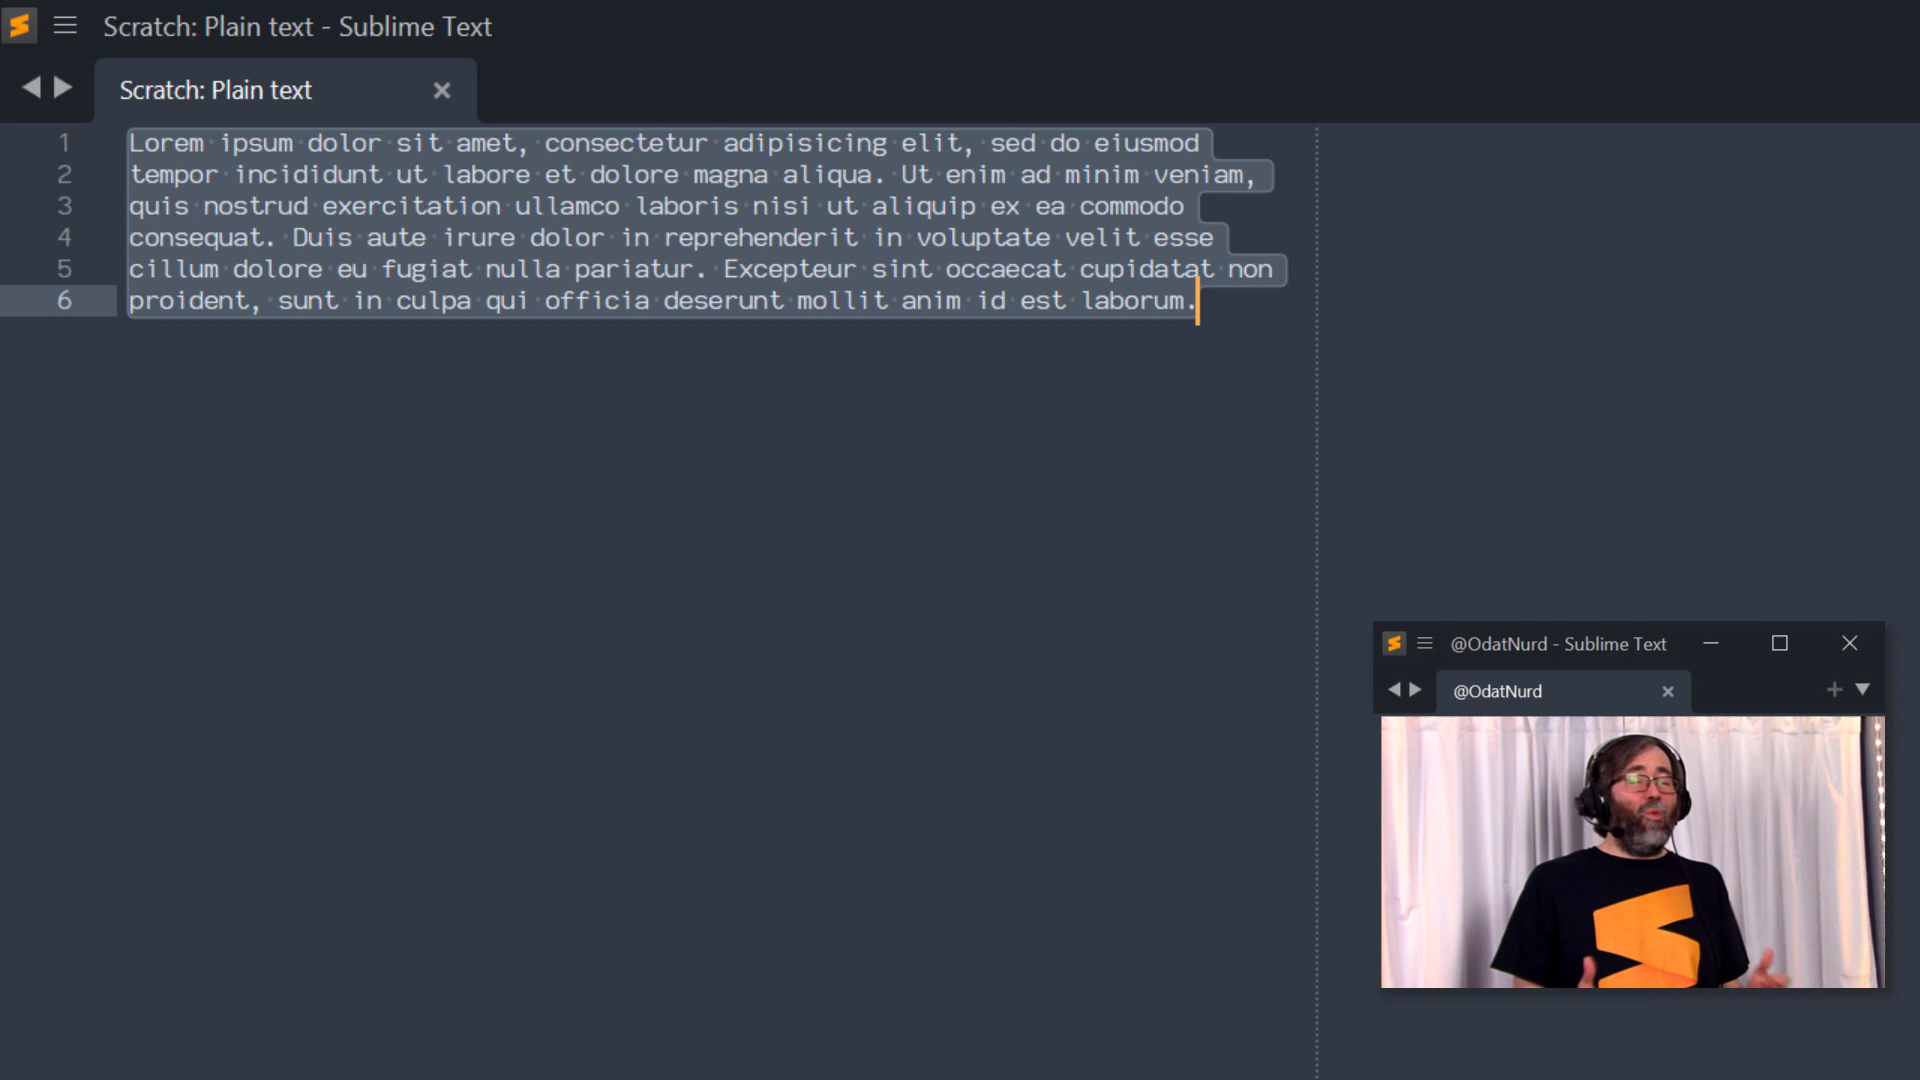 Scratch: Plain text - Sublime Text
Scratch: Plain text
1 Lorem ipsum dolor sit amet, consectetur adipisicing elit, sed do eiusmod
2 tempor incididunt ut labore et dolore magna aliqua. Ut enim ad minim veniam,
3 quis nostrud exercitation ullamco laboris nisi ut aliquip ex ea commodo
4 consequat. Duis aute irure dolor in reprehenderit in voluptate velit esse
5 cillum dolore eu fugiat nulla pariatur. Excepteur sint occaecat cupidatat non
6 proident, sunt in culpa qui officia deserunt mollit anim id est laborum.
@OdatNurd - Sublime Text
@OdatNurd